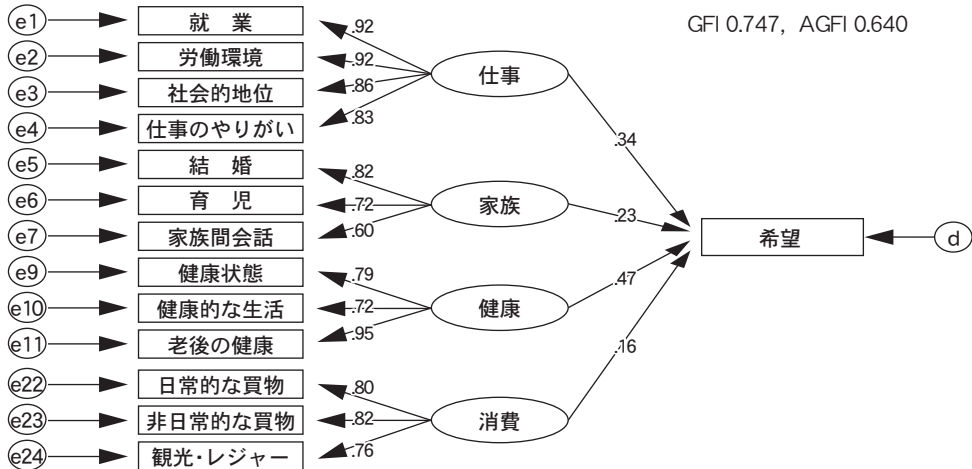 GFI 0.747, AGFI 0.640
e1 就　業 .92
e2 労働環境 .92
e3 社会的地位 .86
e4 仕事のやりがい .83
仕事 .34
e5 結　婚 .82
e6 育　児 .72
e7 家族間会話 .60
家族 .23
e9 健康状態 .79
e10 健康的な生活 .72
e11 老後の健康 .95
健康 .47
e22 日常的な買物 .80
e23 非日常的な買物 .82
e24 観光・レジャー .76
消費 .16
希望
d